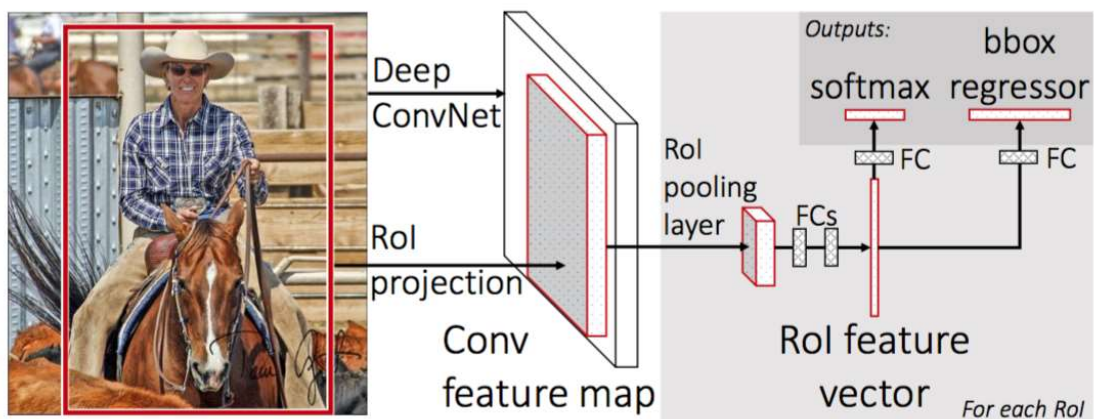 Deep
ConvNet
RoI
projection
Conv
feature map
RoI
pooling
layer
FCs
RoI feature
vector
For each RoI
Outputs:
softmax
bbox
regressor
FC
FC